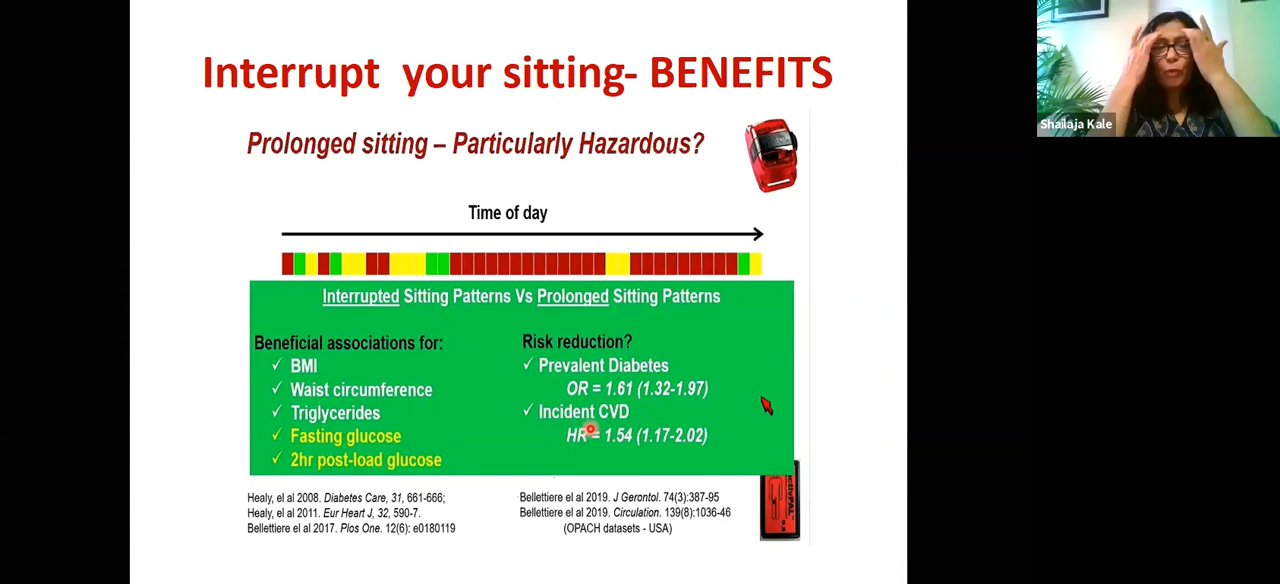 Interrupt your sitting- BENEFITS
Shailaja Kale
Prolonged sitting – Particularly Hazardous?
Time of day
Interrupted Sitting Patterns Vs Prolonged Sitting Patterns
Beneficial associations for:
✓ BMI
✓ Waist circumference
✓ Triglycerides
✓ Fasting glucose
✓ 2hr post-load glucose
Risk reduction?
✓ Prevalent Diabetes
OR = 1.61 (1.32-1.97)
✓ Incident CVD
HR = 1.54 (1.17-2.02)
Healy, el al 2008. Diabetes Care, 31, 661-666;
Healy, el al 2011. Eur Heart J, 32, 590-7.
Bellettiere el al 2017. Plos One. 12(6): e0180119
Bellettiere el al 2019. J Gerontol. 74(3):387-95
Bellettiere el al 2019. Circulation. 139(8):1036-46
(OPACH datasets - USA)